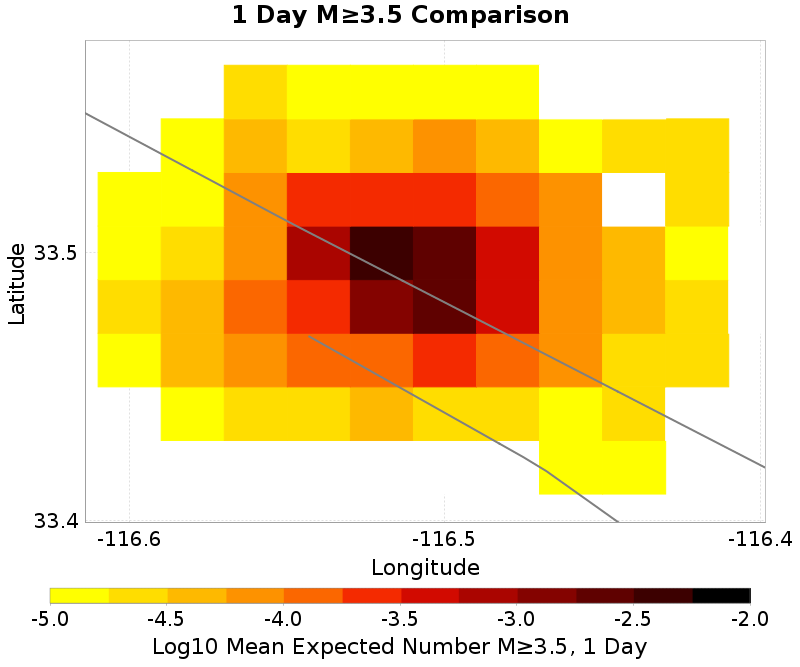 1 Day M≥3.5 Comparison
Latitude
33.5
33.4
-116.6 -116.5 -116.4
Longitude
-5.0 -4.5 -4.0 -3.5 -3.0 -2.5 -2.0
Log10 Mean Expected Number M≥3.5, 1 Day